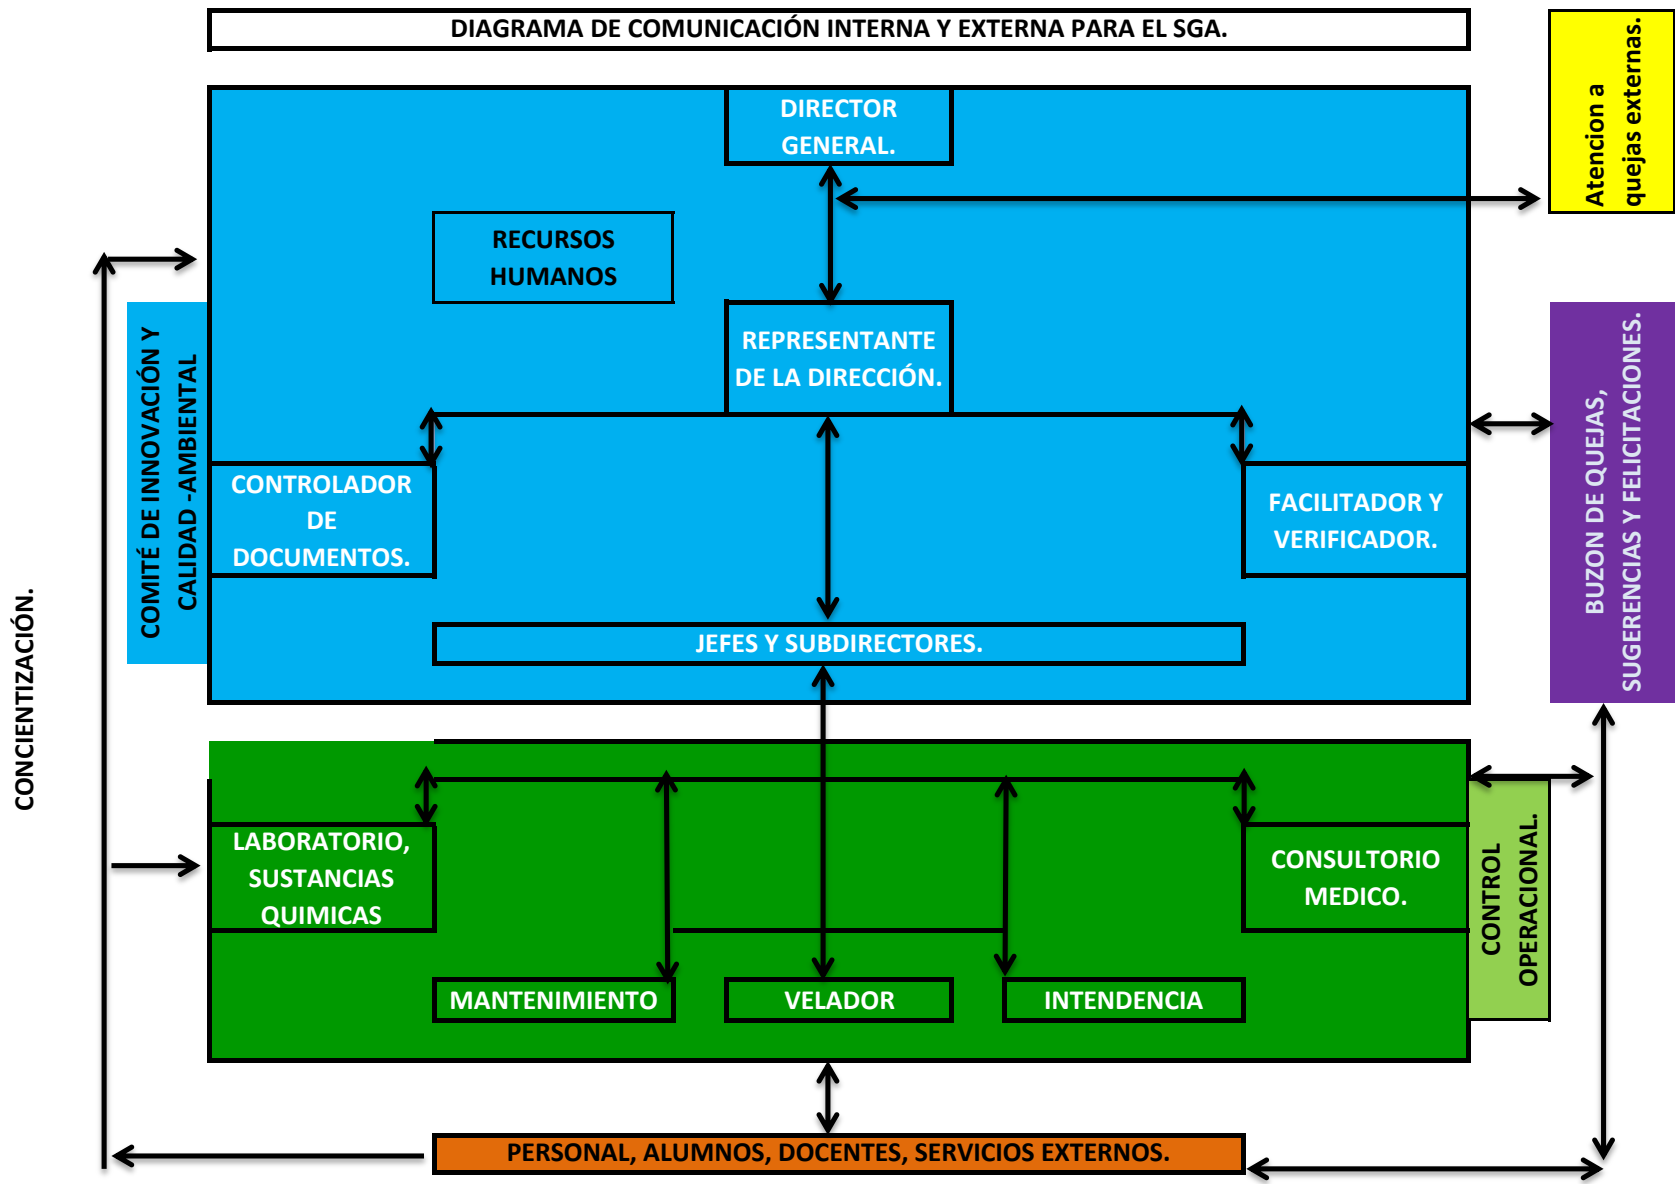 DIAGRAMA DE COMUNICACIÓN INTERNA Y EXTERNA PARA EL SGA.
Atencion a
quejas externas.
DIRECTOR
GENERAL.
RECURSOS
HUMANOS
REPRESENTANTE
DE LA DIRECCIÓN.
COMITÉ DE INNOVACIÓN Y
CALIDAD -AMBIENTAL
CONTROLADOR
DE
DOCUMENTOS.
FACILITADOR Y
VERIFICADOR.
BUZON DE QUEJAS,
SUGERENCIAS Y FELICITACIONES.
JEFES Y SUBDIRECTORES.
CONCIENTIZACIÓN.
LABORATORIO,
SUSTANCIAS
QUIMICAS
CONSULTORIO
MEDICO.
CONTROL
OPERACIONAL.
MANTENIMIENTO
VELADOR
INTENDENCIA
PERSONAL, ALUMNOS, DOCENTES, SERVICIOS EXTERNOS.